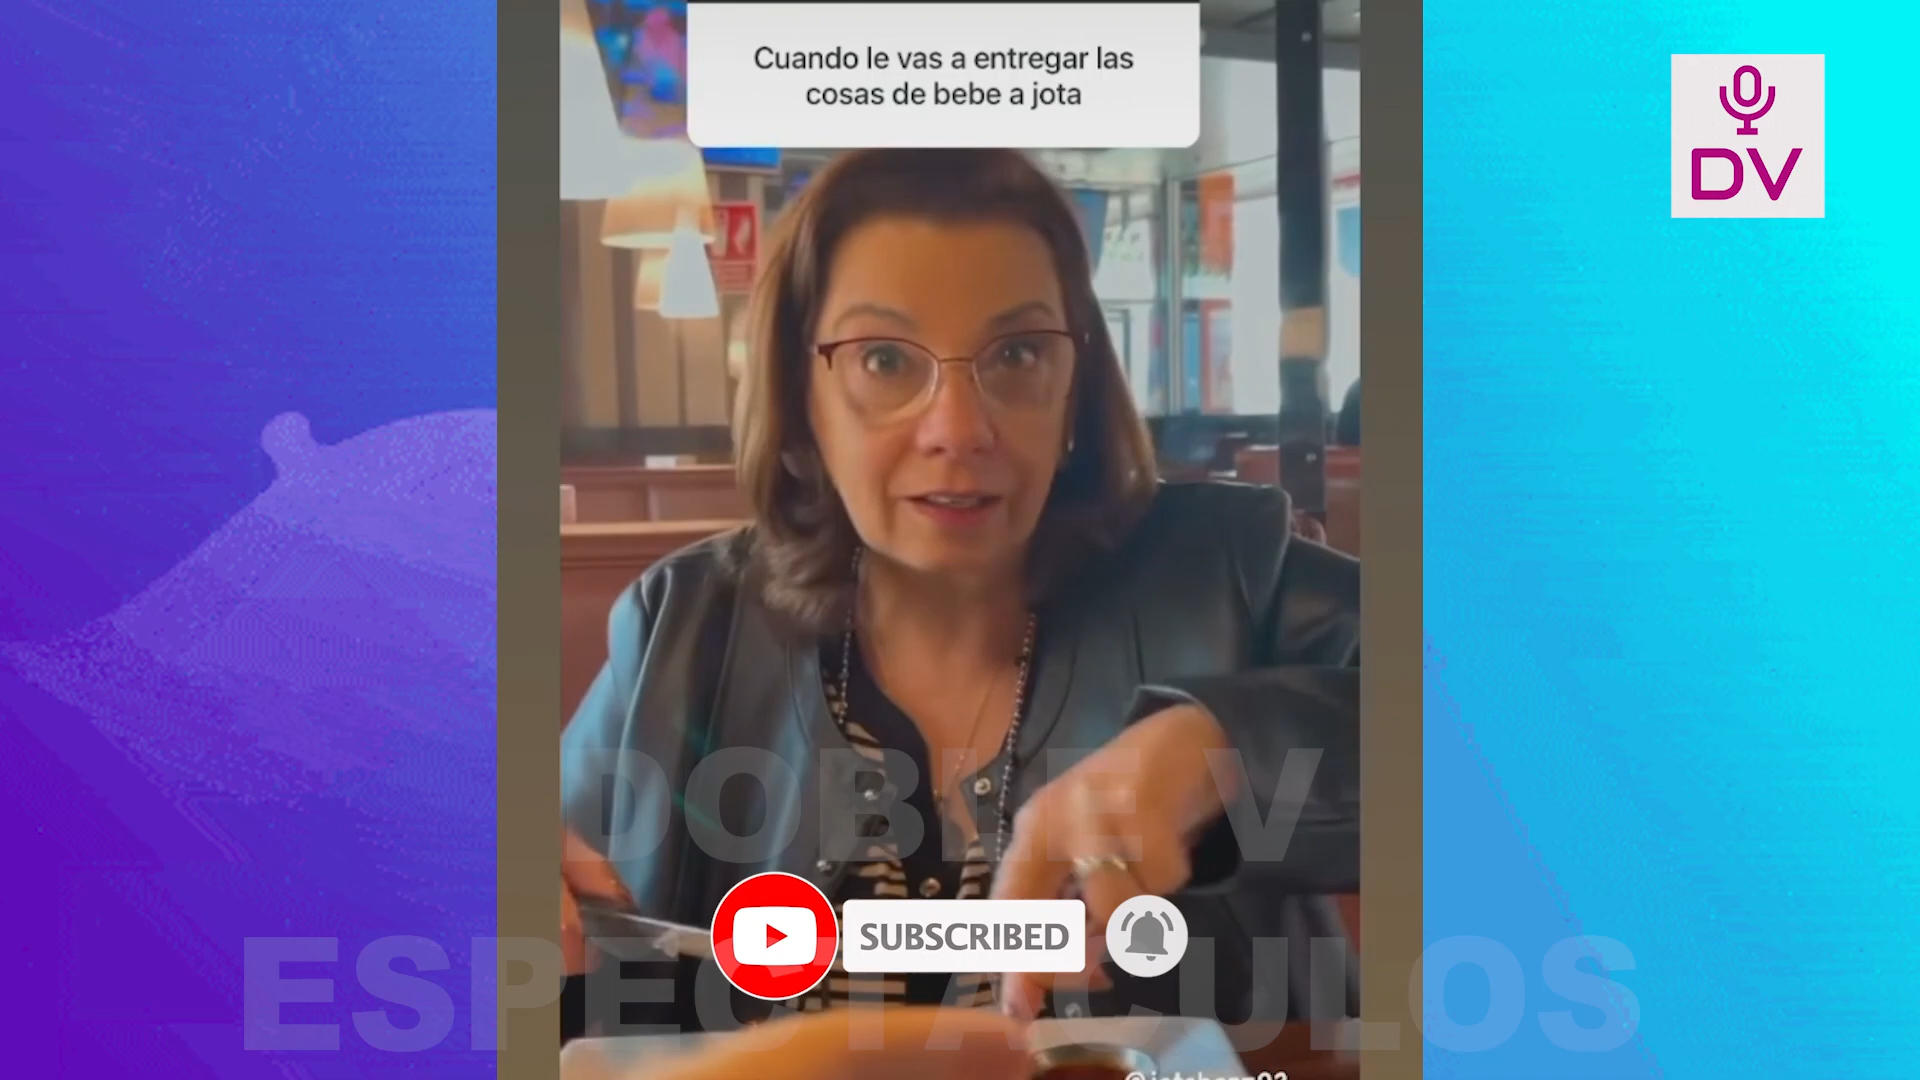 Cuando le vas a entregar las
cosas de bebe a jota
DV
DOBLE V
SUBSCRIBED
ESPECTACULOS